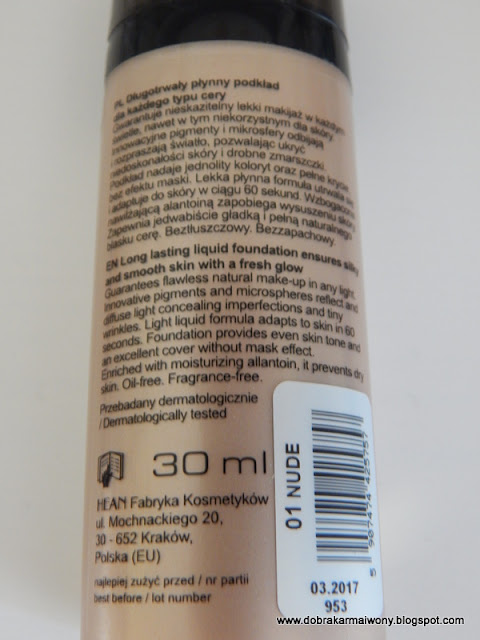 PL Długotrwały płynny podkład
dla każdego typu cery
Gwarantuje nieskazitelny lekki makijaż w każdym
świetle, nawet w tym niekorzystnym dla skóry.
Innowacyjne pigmenty i mikrosfery odbijają
i rozpraszają światło, pozwalając ukryć
niedoskonałości skóry i drobne zmarszczki.
Podkład nadaje jednolity koloryt oraz pełne krycie
bez efektu maski. Lekka płynna formuła utrwala się
i adaptuje do skóry w ciągu 60 sekund. Wzbogacona
nawilżającą alantoiną zapobiega wysuszeniu skóry.
Zapewnia jedwabiście gładką i pełną naturalnego
blasku cerę. Beztłuszczowy. Bezzapachowy.
EN Long lasting liquid foundation ensures silky
and smooth skin with a fresh glow
Guarantees flawless natural make-up in any light.
Innovative pigments and microspheres reflect and
diffuse light concealing imperfections and tiny
wrinkles. Light liquid formula adapts to skin in 60
seconds. Foundation provides even skin tone and
an excellent cover without mask effect.
Enriched with moisturizing allantoin, it prevents dry
skin. Oil-free. Fragrance-free.
Przebadany dermatologicznie
/ Dermatologically tested
30 ml
HEAN Fabryka Kosmetyków
ul. Mochnackiego 20,
30 - 652 Kraków,
Polska (EU)
najlepiej zużyć przed / nr partii
best before / lot number
01 NUDE
5 907474 425757
03.2017
953
www.dobrakarmaiwony.blogspot.com